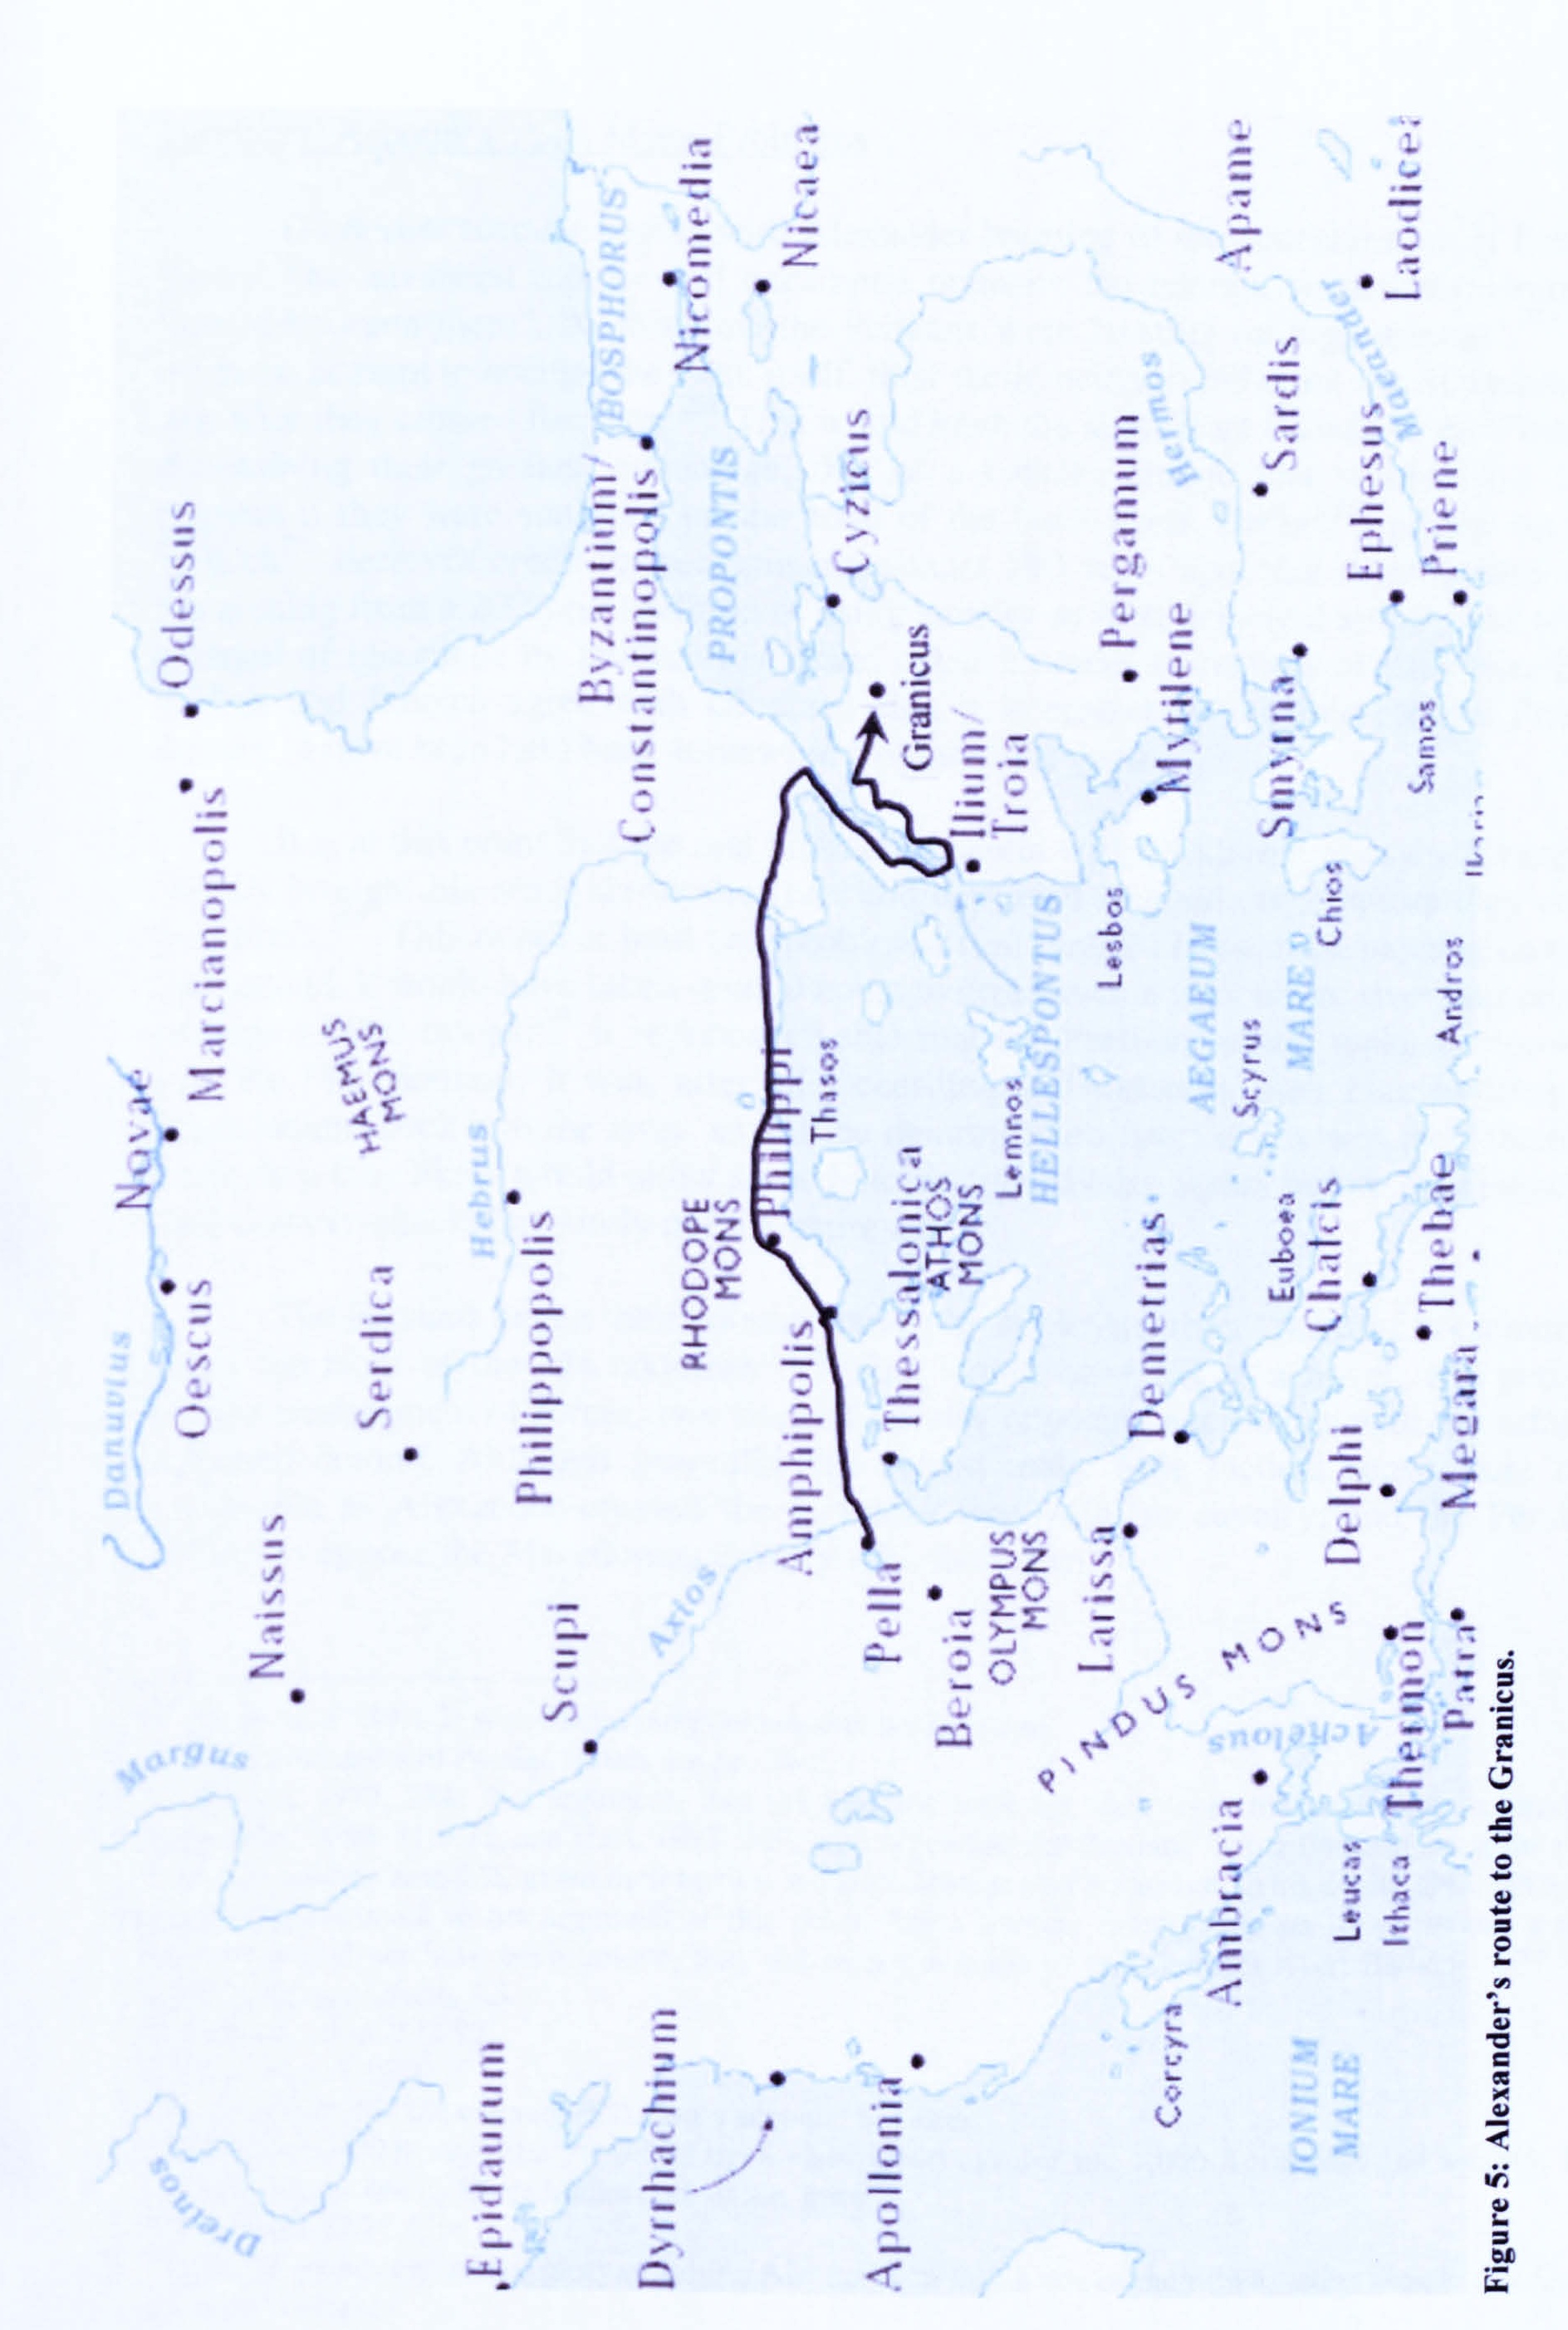 Dreinos
Margus
Danuvius
Naissus
Oescus
Novae
Marcianopolis
Odessus
HAEMUS
MONS
Serdica
Hebrus
Philippopolis
Scupi
Axios
Epidaurum
Dyrrhachium
Apollonia
RHODOPE
MONS
Byzantium/
Constantinopolis
BOSPHORUS
Nicomedia
Nicaea
PROPONTIS
Cyzicus
Amphipolis
Philippi
Thasos
Pella
Thessalonica
ATHOS
MONS
Granicus
Ilium/
Troia
Beroia
OLYMPUS
MONS
Lemnos
HELLESPONTUS
Larissa
Lesbos
Pergamum
Mytilene
Hermos
PINDUS MONS
Demetrias
AEGAEUM
MARE
Corcyra
Ambracia
Achelous
Scyrus
Euboea
Chalcis
Smyrna
Sardis
Apame
Chios
IONIUM
MARE
Leucas
Ithaca
Thermon
Delphi
Thebae
Ephesus
Maeander
Laodicea
Samos
Priene
Patra
Megara
Andros
Figure 5: Alexander's route to the Granicus.